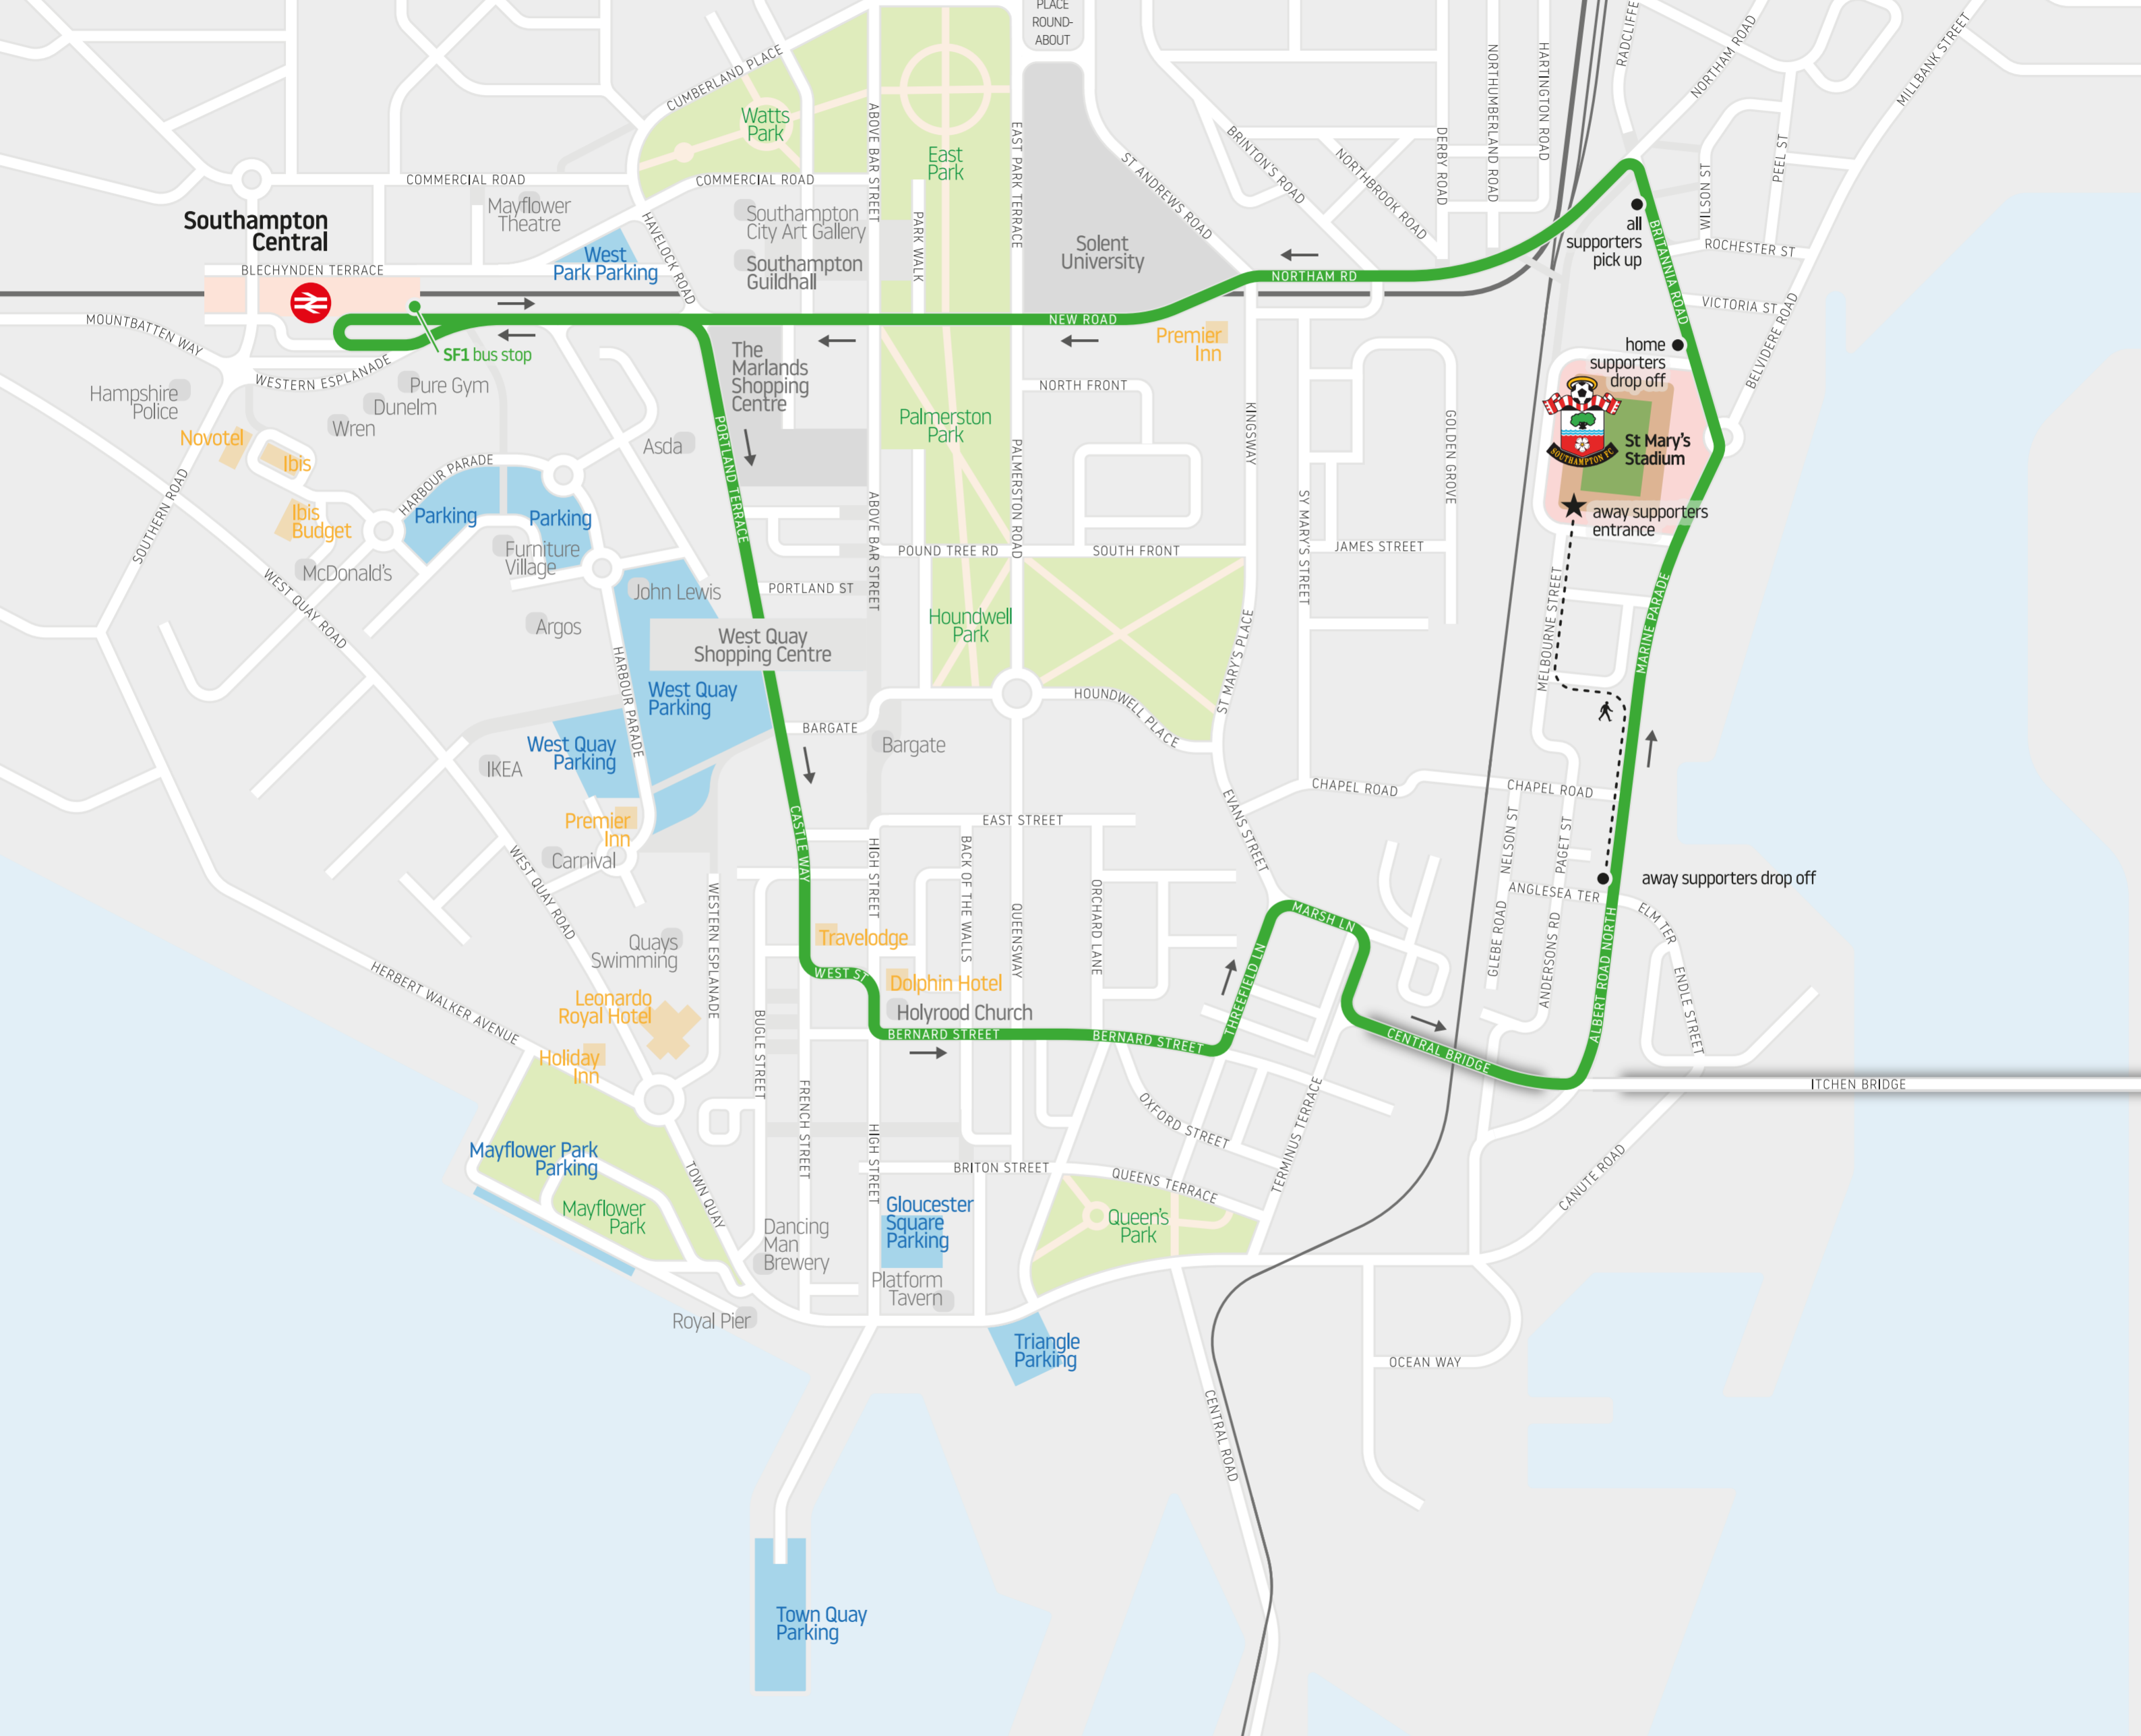 PLACE
ROUND-
ABOUT
CUMBERLAND PLACE
Watts
Park
East
Park
ABOVE BAR STREET
EAST PARK TERRACE
ST ANDREWS ROAD
BRINTON'S ROAD
NORTHBROOK ROAD
DERBY ROAD
NORTHUMBERLAND ROAD
HARTINGTON ROAD
RADCLIFFE
NORTHAM ROAD
MILLBANK STREET
PEEL ST
WILSON ST
COMMERCIAL ROAD
COMMERCIAL ROAD
Mayflower
Theatre
HAVELOCK ROAD
Southampton
City Art Gallery
Southampton
Guildhall
PARK WALK
Solent
University
Southampton
Central
BLECHYNDEN TERRACE
West
Park Parking
all
supporters
pick up
BRITANNIA ROAD
ROCHESTER ST
VICTORIA ST
BELVIDERE ROAD
NORTHAM RD
NEW ROAD
MOUNTBATTEN WAY
WESTERN ESPLANADE
SF1 bus stop
Premier
Inn
home
supporters
drop off
The
Marlands
Shopping
Centre
Hampshire
Police
Pure Gym
Dunelm
Wren
Novotel
Ibis
Ibis
Budget
HARBOUR PARADE
Asda
PORTLAND TERRACE
NORTH FRONT
Palmerston
Park
PALMERSTON ROAD
KINGSWAY
GOLDEN GROVE
SOUTHAMPTON FC
St Mary's
Stadium
away supporters
entrance
SOUTHERN ROAD
Parking
Parking
McDonald's
Furniture
Village
WEST QUAY ROAD
John Lewis
Argos
ABOVE BAR STREET
POUND TREE RD
SOUTH FRONT
SY MARY'S STREET
JAMES STREET
PORTLAND ST
Houndwell
Park
ST MARY'S PLACE
MELBOURNE STREET
MARINE PARADE
West Quay
Shopping Centre
HARBOUR PARADE
West Quay
Parking
West Quay
Parking
BARGATE
Bargate
HOUNDWELL PLACE
IKEA
CHAPEL ROAD
CHAPEL ROAD
Premier
Inn
Carnival
CASTLE WAY
EAST STREET
EVANS STREET
NELSON ST
PAGET ST
WEST QUAY ROAD
WESTERN ESPLANADE
HIGH STREET
BACK OF THE WALLS
QUEENSWAY
ORCHARD LANE
away supporters drop off
ANGLESEA TER
ELM TER
MARSH LN
GLEBE ROAD
ANDERSONS RD
ALBERT ROAD NORTH
ENDLE STREET
Travelodge
Quays
Swimming
WEST ST
Dolphin Hotel
Holyrood Church
THREEFIELD LN
HERBERT WALKER AVENUE
Leonardo
Royal Hotel
Holiday
Inn
BUGLE STREET
BERNARD STREET
BERNARD STREET
CENTRAL BRIDGE
ITCHEN BRIDGE
FRENCH STREET
HIGH STREET
OXFORD STREET
TERMINUS TERRACE
CANUTE ROAD
Mayflower Park
Parking
Mayflower
Park
TOWN QUAY
BRITON STREET
QUEENS TERRACE
Gloucester
Square
Parking
Queen's
Park
Dancing
Man
Brewery
Platform
Tavern
Royal Pier
Triangle
Parking
OCEAN WAY
CENTRAL ROAD
Town Quay
Parking